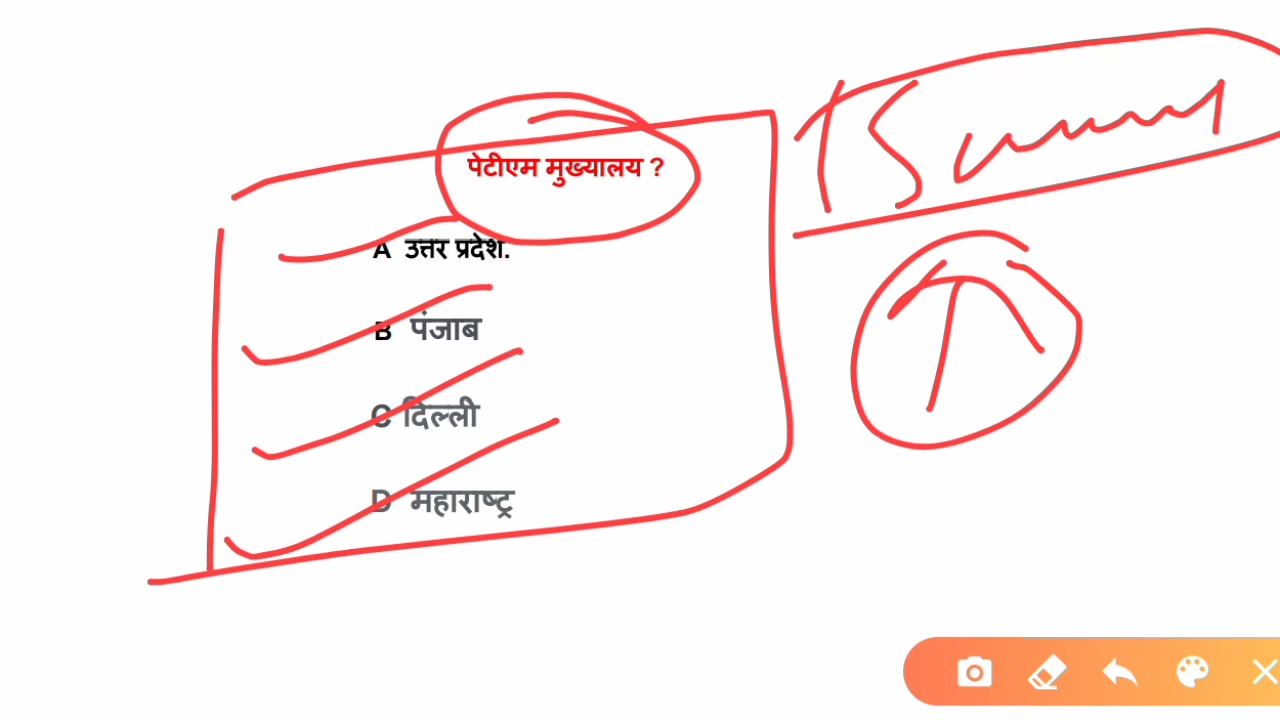 पेटीएम मुख्यालय ?
A उत्तर प्रदेश.
B पंजाब
C दिल्ली
D महाराष्ट्र